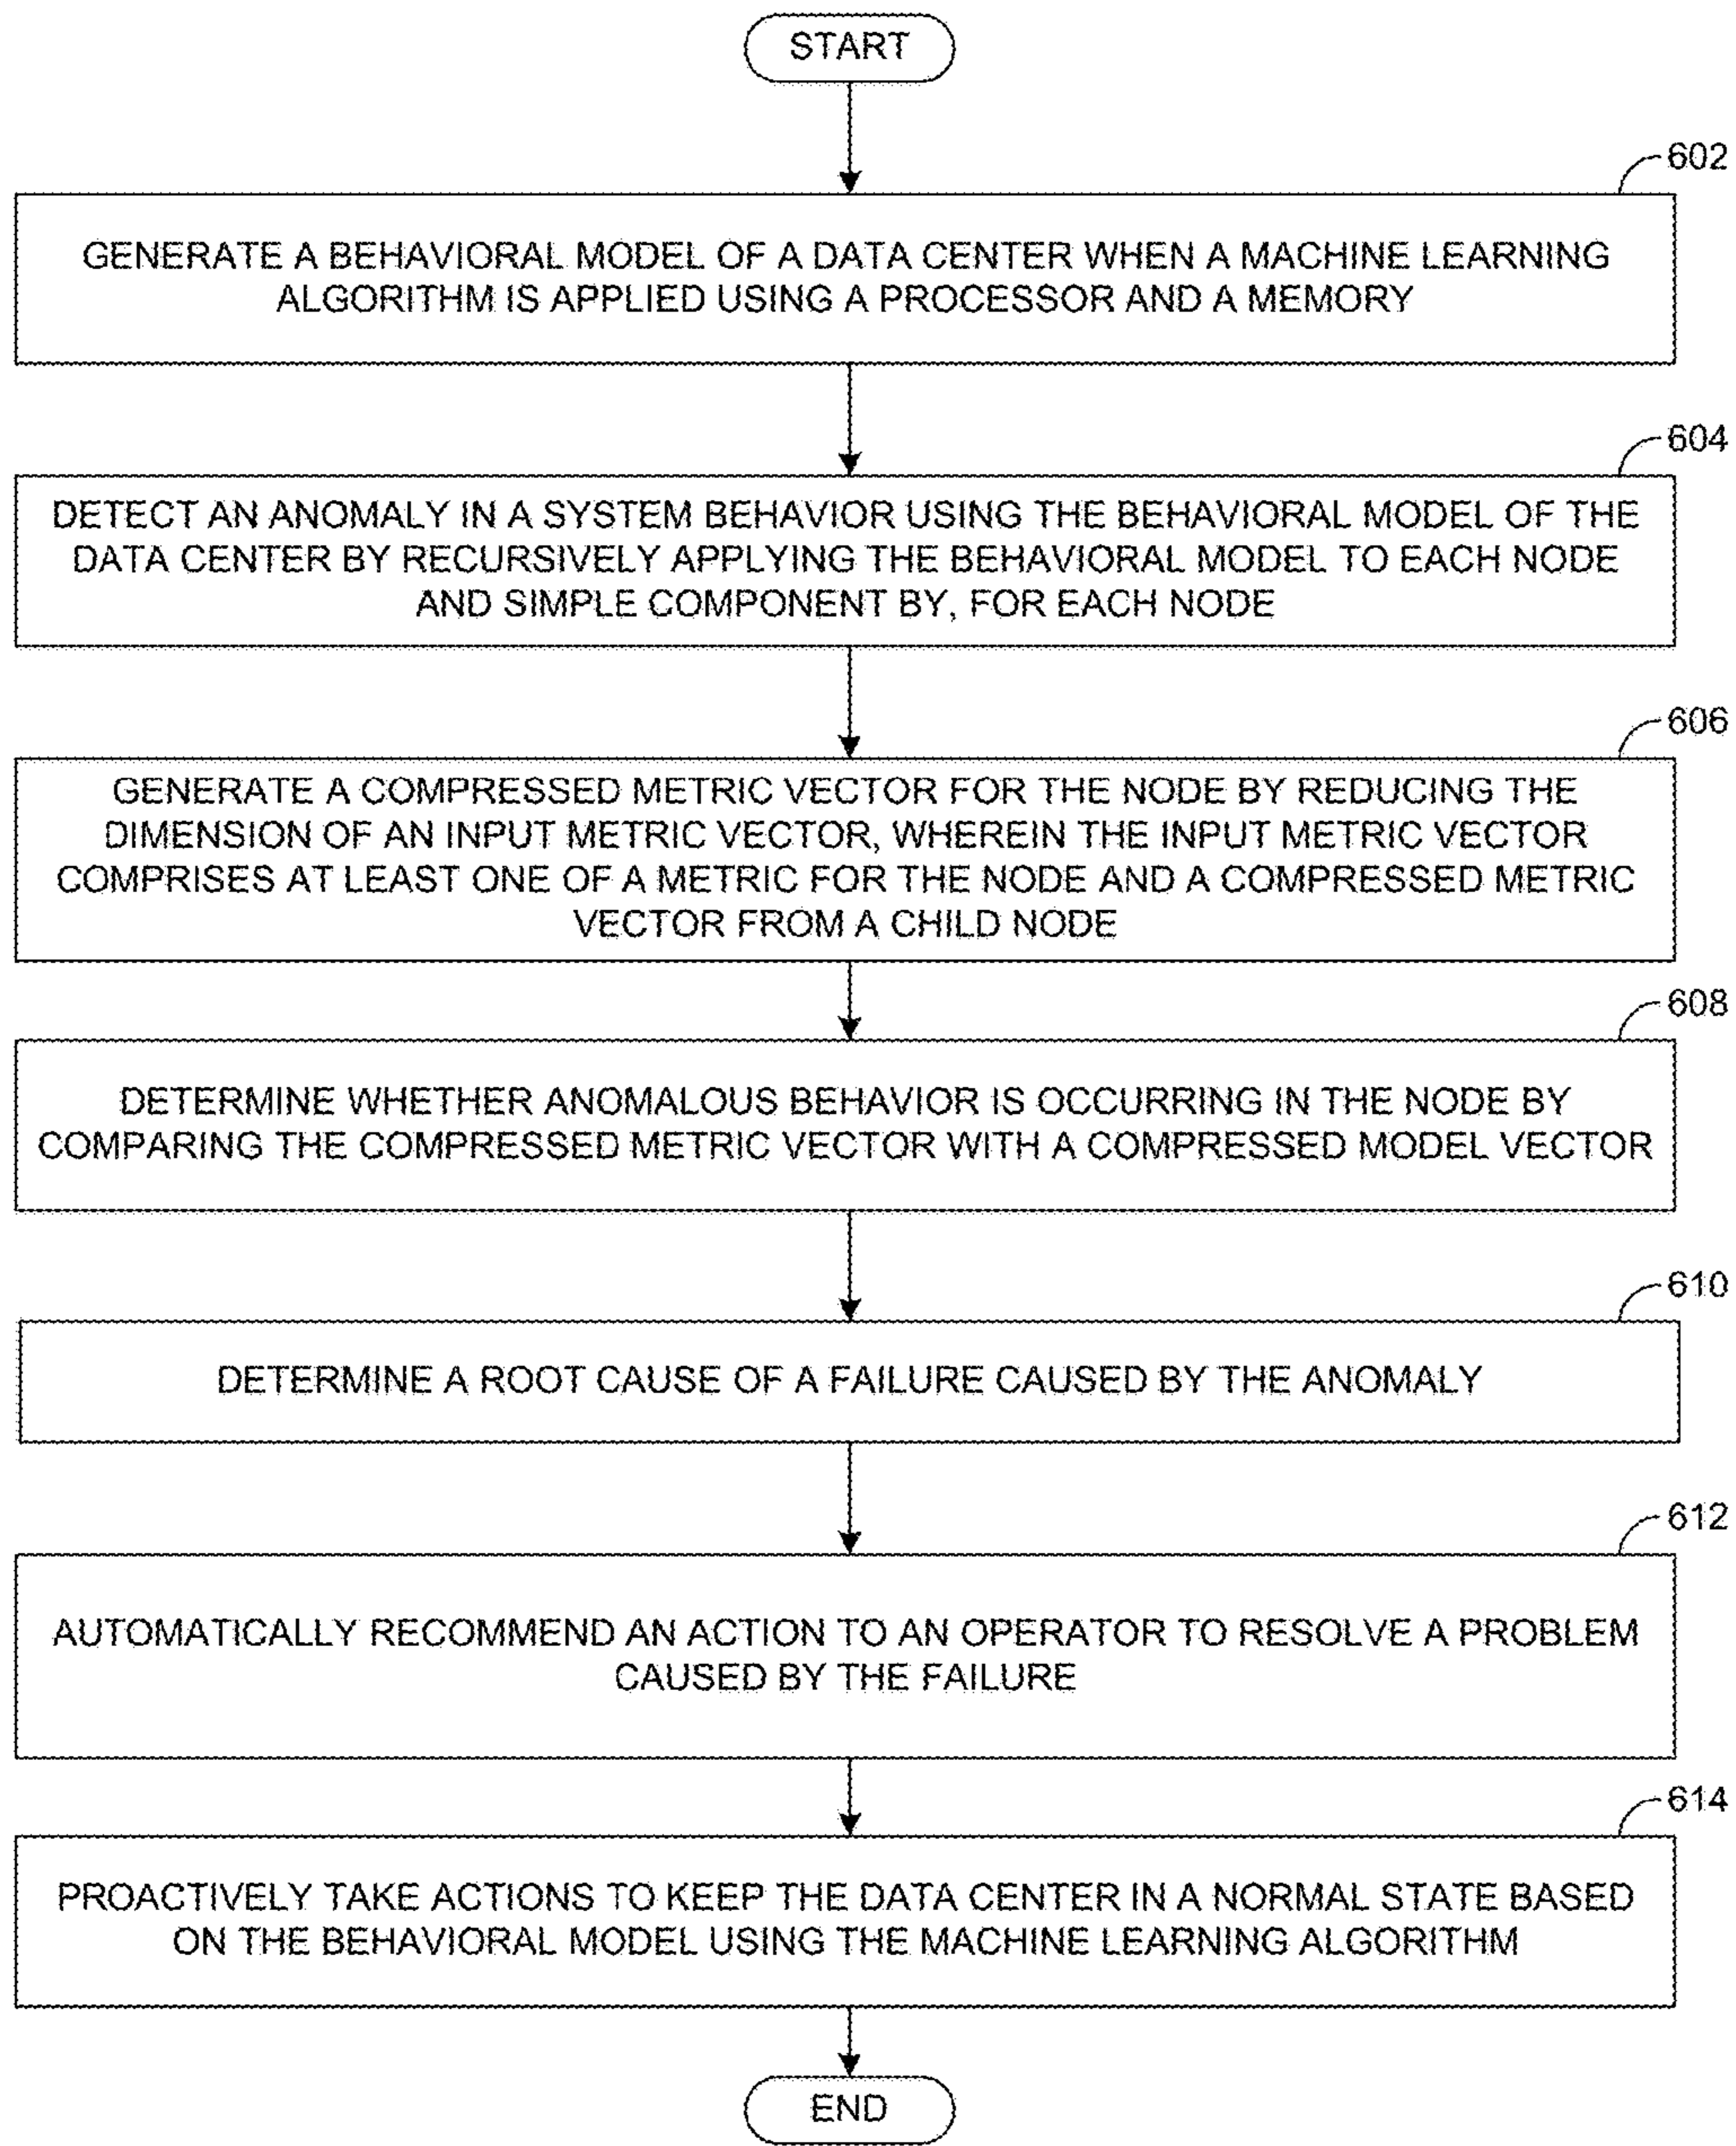 START
602
GENERATE A BEHAVIORAL MODEL OF A DATA CENTER WHEN A MACHINE LEARNING
ALGORITHM IS APPLIED USING A PROCESSOR AND A MEMORY
604
DETECT AN ANOMALY IN A SYSTEM BEHAVIOR USING THE BEHAVIORAL MODEL OF THE
DATA CENTER BY RECURSIVELY APPLYING THE BEHAVIORAL MODEL TO EACH NODE
AND SIMPLE COMPONENT BY, FOR EACH NODE
606
GENERATE A COMPRESSED METRIC VECTOR FOR THE NODE BY REDUCING THE
DIMENSION OF AN INPUT METRIC VECTOR, WHEREIN THE INPUT METRIC VECTOR
COMPRISES AT LEAST ONE OF A METRIC FOR THE NODE AND A COMPRESSED METRIC
VECTOR FROM A CHILD NODE
608
DETERMINE WHETHER ANOMALOUS BEHAVIOR IS OCCURRING IN THE NODE BY
COMPARING THE COMPRESSED METRIC VECTOR WITH A COMPRESSED MODEL VECTOR
610
DETERMINE A ROOT CAUSE OF A FAILURE CAUSED BY THE ANOMALY
612
AUTOMATICALLY RECOMMEND AN ACTION TO AN OPERATOR TO RESOLVE A PROBLEM
CAUSED BY THE FAILURE
614
PROACTIVELY TAKE ACTIONS TO KEEP THE DATA CENTER IN A NORMAL STATE BASED
ON THE BEHAVIORAL MODEL USING THE MACHINE LEARNING ALGORITHM
END